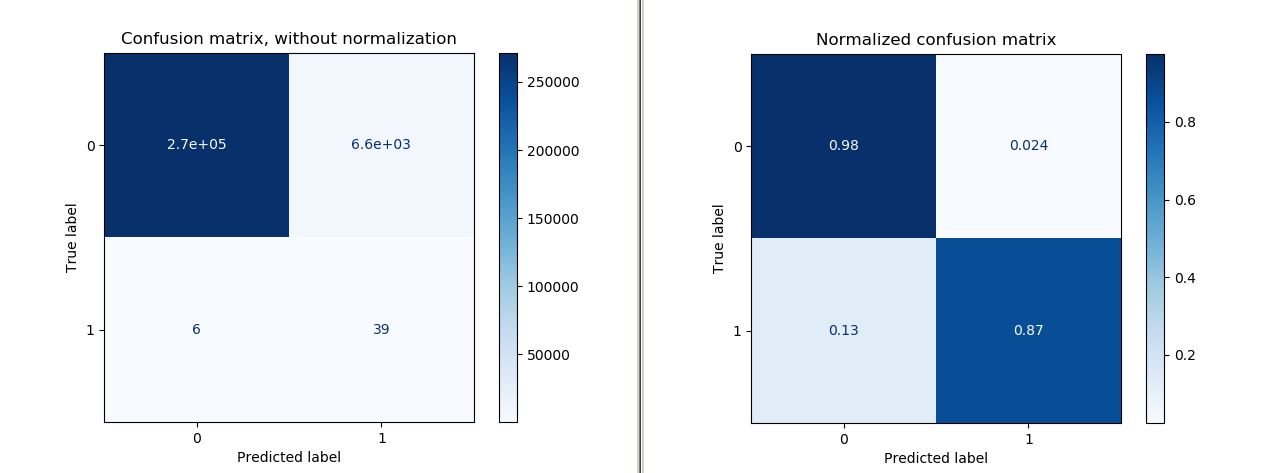 Confusion matrix, without normalization
True label
0
2.7e+05
6.6e+03
1
6
39
0
1
Predicted label
250000
200000
150000
100000
50000
Normalized confusion matrix
True label
0
0.98
0.024
1
0.13
0.87
0
1
Predicted label
0.8
0.6
0.4
0.2